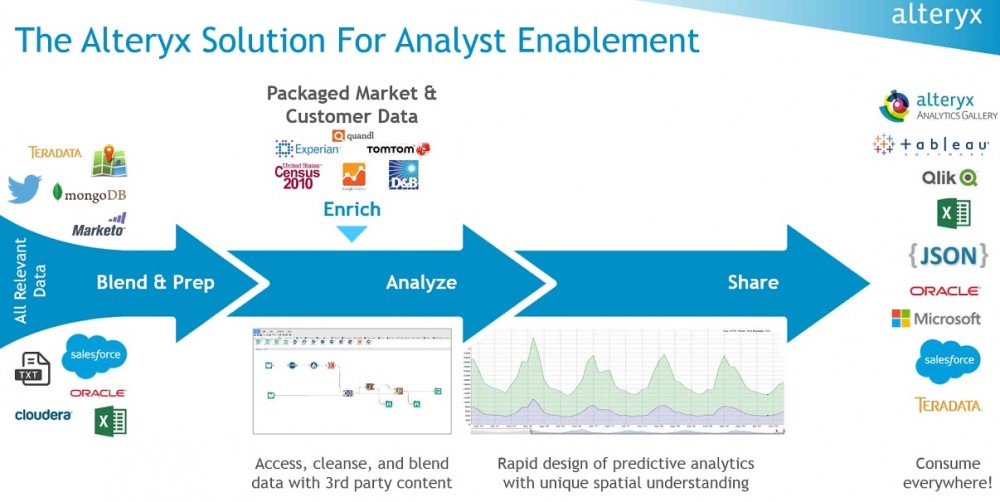 alteryx
The Alteryx Solution For Analyst Enablement
Packaged Market &
Customer Data
quandl
Experian
TOMTOM
United States
Census
2010
D&B
Enrich
TERADATA
mongoDB
Marketo
All Relevant
Data
Blend & Prep
Analyze
Share
TXT
salesforce
ORACLE
cloudera
Access, cleanse, and blend
data with 3rd party content
Rapid design of predictive analytics
with unique spatial understanding
alteryx
ANALYTICS GALLERY
+ableau
SOFTWARE
Qlik
{JSON}
ORACLE
Microsoft
salesforce
TERADATA
Consume
everywhere!